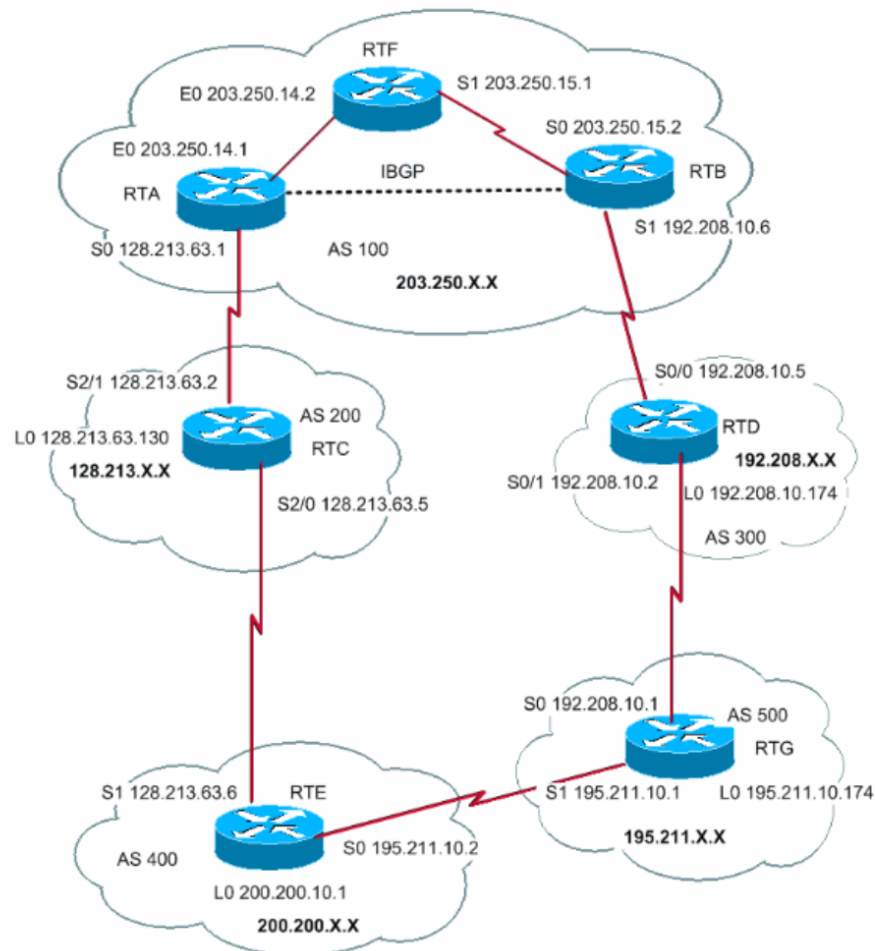 RTF
S1 203.250.15.1
E0 203.250.14.2
S0 203.250.15.2
E0 203.250.14.1
IBGP
RTA
RTB
S1 192.208.10.6
S0 128.213.63.1
AS 100
203.250.X.X
S2/1 128.213.63.2
S0/0 192.208.10.5
AS 200
L0 128.213.63.130
RTC
RTD
128.213.X.X
192.208.X.X
S0/1 192.208.10.2
L0 192.208.10.174
S2/0 128.213.63.5
AS 300
S0 192.208.10.1
AS 500
RTG
S1 128.213.63.6
RTE
S1 195.211.10.1
L0 195.211.10.174
195.211.X.X
S0 195.211.10.2
AS 400
L0 200.200.10.1
200.200.X.X